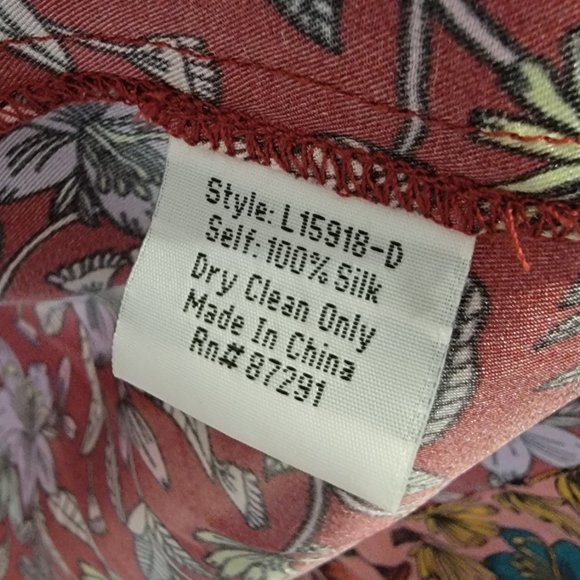 Style: L15918-D
Self: 100% Silk
Dry Clean Only
Made In China
Rn# 87291